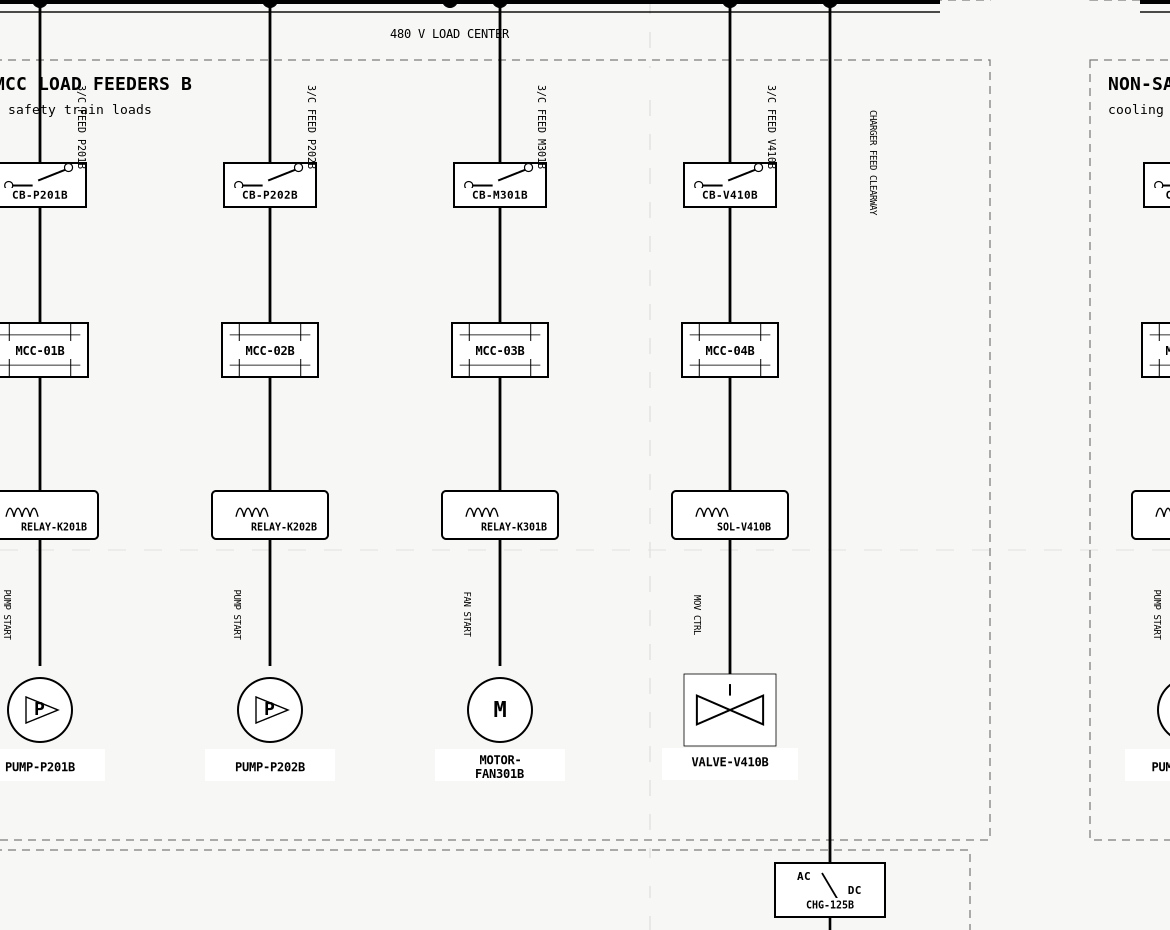 480 V LOAD CENTER
MCC LOAD FEEDERS B
safety train loads
NON-SA
cooling
3/C FEED P201B
3/C FEED P202B
3/C FEED M301B
3/C FEED V410B
CHARGER FEED CLEARWAY
CB-P201B
CB-P202B
CB-M301B
CB-V410B
MCC-01B
MCC-02B
MCC-03B
MCC-04B
RELAY-K201B
RELAY-K202B
RELAY-K301B
SOL-V410B
PUMP START
PUMP START
FAN START
MOV CTRL
PUMP START
P
P
M
PUMP-P201B
PUMP-P202B
MOTOR-
FAN301B
VALVE-V410B
PUM
AC
DC
CHG-125B